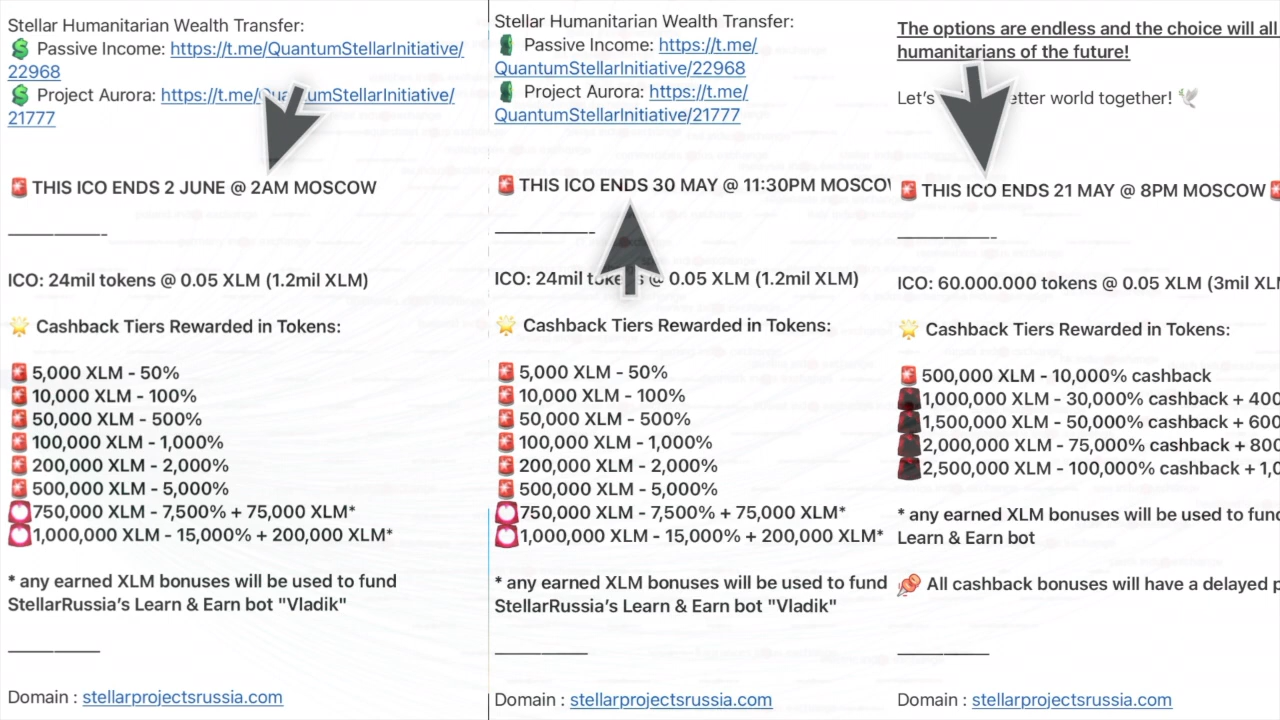 Stellar Humanitarian Wealth Transfer:
Passive Income: https://t.me/QuantumStellarInitiative/
22968
Project Aurora: https://t.me/QuantumStellarInitiative/
21777
THIS ICO ENDS 2 JUNE @ 2AM MOSCOW
____________-
ICO: 24mil tokens @ 0.05 XLM (1.2mil XLM)
Cashback Tiers Rewarded in Tokens:
5,000 XLM - 50%
10,000 XLM - 100%
50,000 XLM - 500%
100,000 XLM - 1,000%
200,000 XLM - 2,000%
500,000 XLM - 5,000%
750,000 XLM - 7,500% + 75,000 XLM*
1,000,000 XLM - 15,000% + 200,000 XLM*
* any earned XLM bonuses will be used to fund
StellarRussia’s Learn & Earn bot "Vladik"
Domain : stellarprojectsrussia.com
Stellar Humanitarian Wealth Transfer:
Passive Income: https://t.me/
QuantumStellarInitiative/22968
Project Aurora: https://t.me/
QuantumStellarInitiative/21777
THIS ICO ENDS 30 MAY @ 11:30PM MOSCOW
____________-
ICO: 24mil tokens @ 0.05 XLM (1.2mil XLM)
Cashback Tiers Rewarded in Tokens:
5,000 XLM - 50%
10,000 XLM - 100%
50,000 XLM - 500%
100,000 XLM - 1,000%
200,000 XLM - 2,000%
500,000 XLM - 5,000%
750,000 XLM - 7,500% + 75,000 XLM*
1,000,000 XLM - 15,000% + 200,000 XLM*
* any earned XLM bonuses will be used to fund
StellarRussia’s Learn & Earn bot "Vladik"
Domain : stellarprojectsrussia.com
The options are endless and the choice will all
humanitarians of the future!
Let's etter world together!
THIS ICO ENDS 21 MAY @ 8PM MOSCOW
____________-
ICO: 60.000.000 tokens @ 0.05 XLM (3mil XLM
Cashback Tiers Rewarded in Tokens:
500,000 XLM - 10,000% cashback
1,000,000 XLM - 30,000% cashback + 400
1,500,000 XLM - 50,000% cashback + 600
2,000,000 XLM - 75,000% cashback + 800
2,500,000 XLM - 100,000% cashback + 1,0
* any earned XLM bonuses will be used to fund
Learn & Earn bot
All cashback bonuses will have a delayed p
Domain : stellarprojectsrussia.com